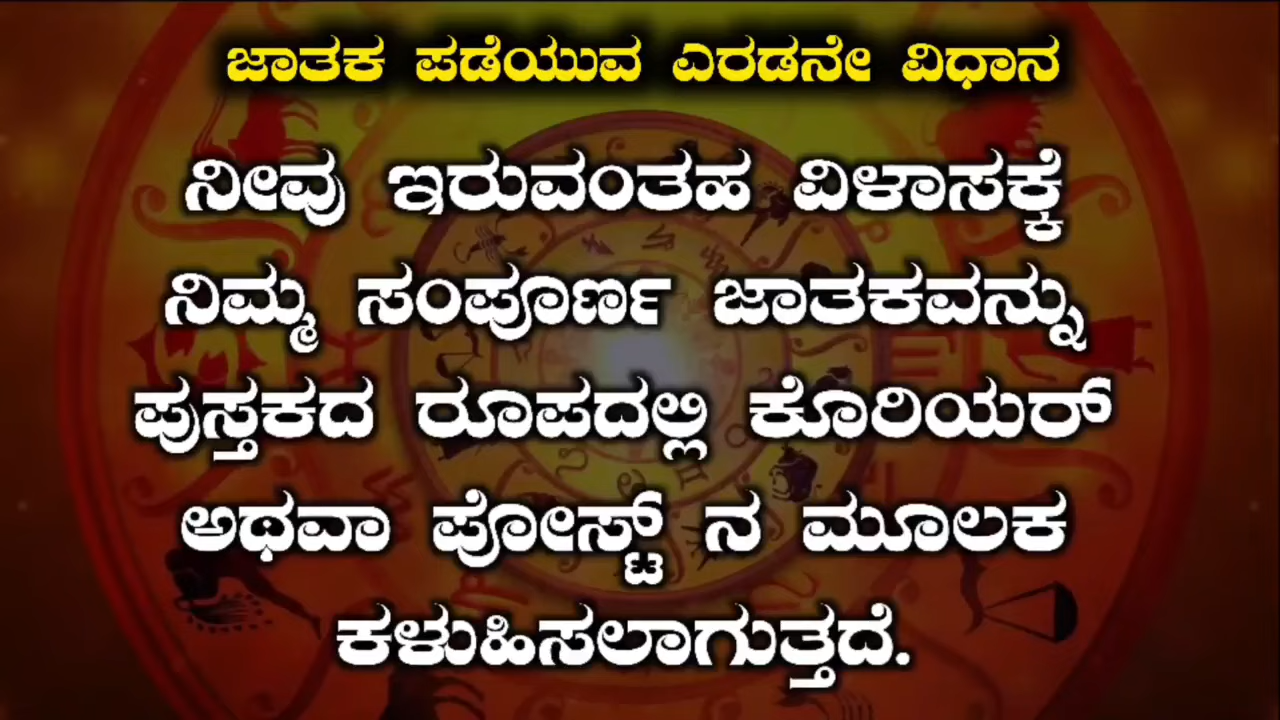 ಜಾತಕ ಪಡೆಯುವ ಎರಡನೇ ವಿಧಾನ
ನೀವು ಇರುವಂತಹ ವಿಳಾಸಕ್ಕೆ
ನಿಮ್ಮ ಸಂಪೂರ್ಣ ಜಾತಕವನ್ನು
ಪುಸ್ತಕದ ರೂಪದಲ್ಲಿ ಕೊರಿಯರ್
ಅಥವಾ ಪೋಸ್ಟ್ ನ ಮೂಲಕ
ಕಳುಹಿಸಲಾಗುತ್ತದೆ.